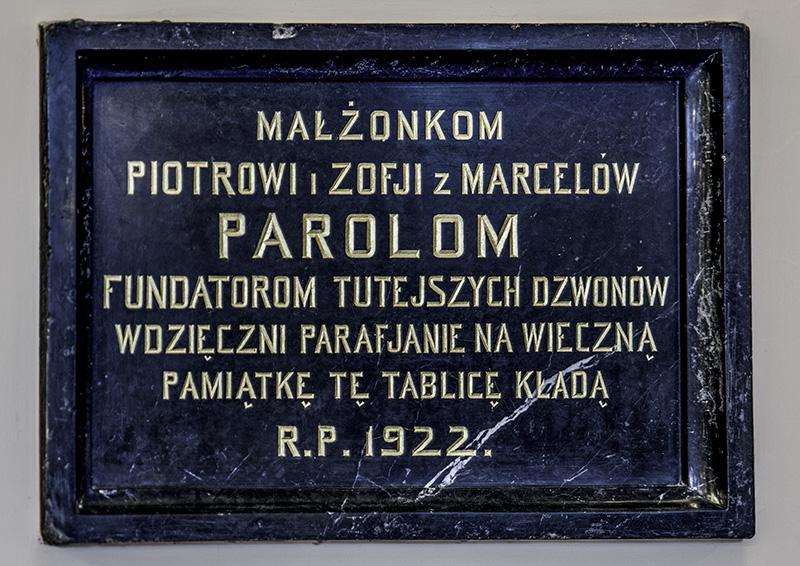 MAŁŻONKOM
PIOTROWI i ZOFJI z MARCELÓW
PAROLOM
FUNDATOROM TUTEJSZYCH DZWONÓW
WDZIĘCZNI PARAFJANIE NA WIECZNĄ
PAMIĄTKĘ TĘ TABLICĘ KŁADĄ
R.P. 1922.